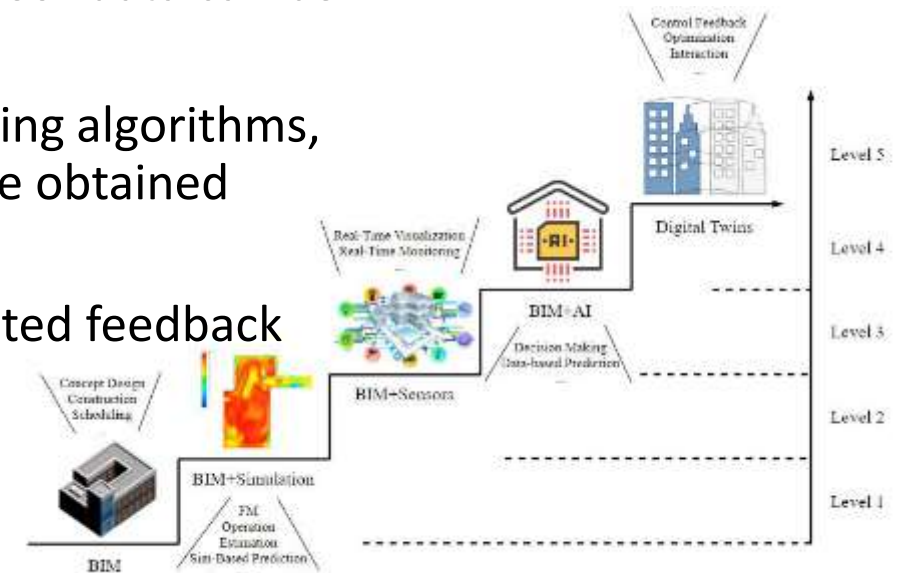 ing algorithms,
e obtained
ted feedback
Control Feedback
Optimization
Interaction
...
Digital Twins
Real-Time Visualization
Real-Time Monitoring
...
AI
BIM+AI
Decision Making
Data-based Prediction
...
BIM+Sensors
Concept Design
Construction
Scheduling
BIM+Simulation
FM
Operation
Estimation
Sim-Based Prediction
BIM
Level 5
Level 4
Level 3
Level 2
Level 1